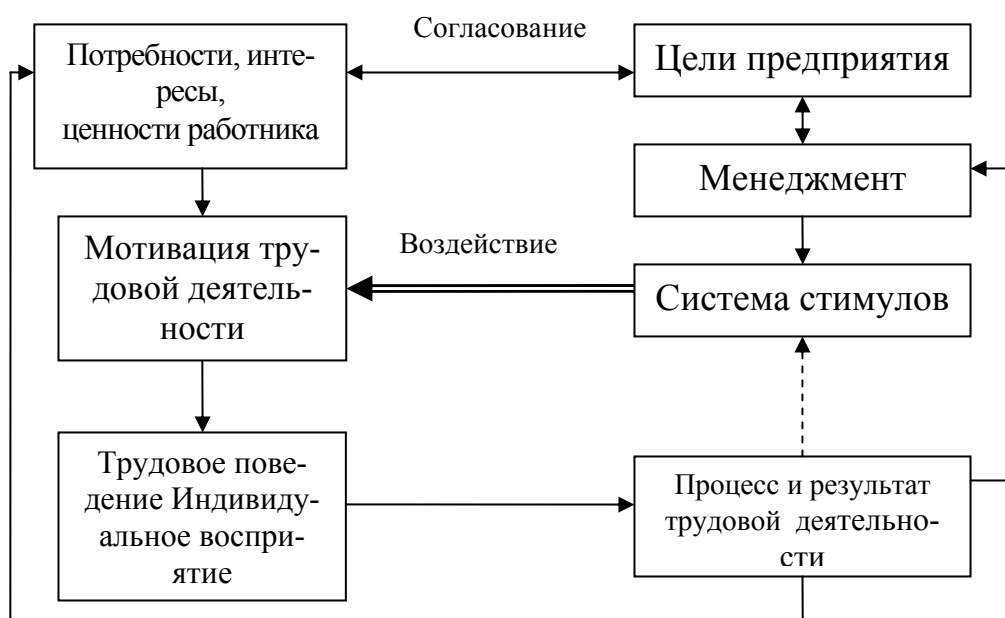 Согласование
Потребности, инте-
ресы,
ценности работника
Цели предприятия
Менеджмент
Мотивация тру-
довой деятель-
ности
Воздействие
Система стимулов
Трудовое пове-
дение Индивиду-
альное восприя-
ятие
Процесс и результат
трудовой деятельно-
сти